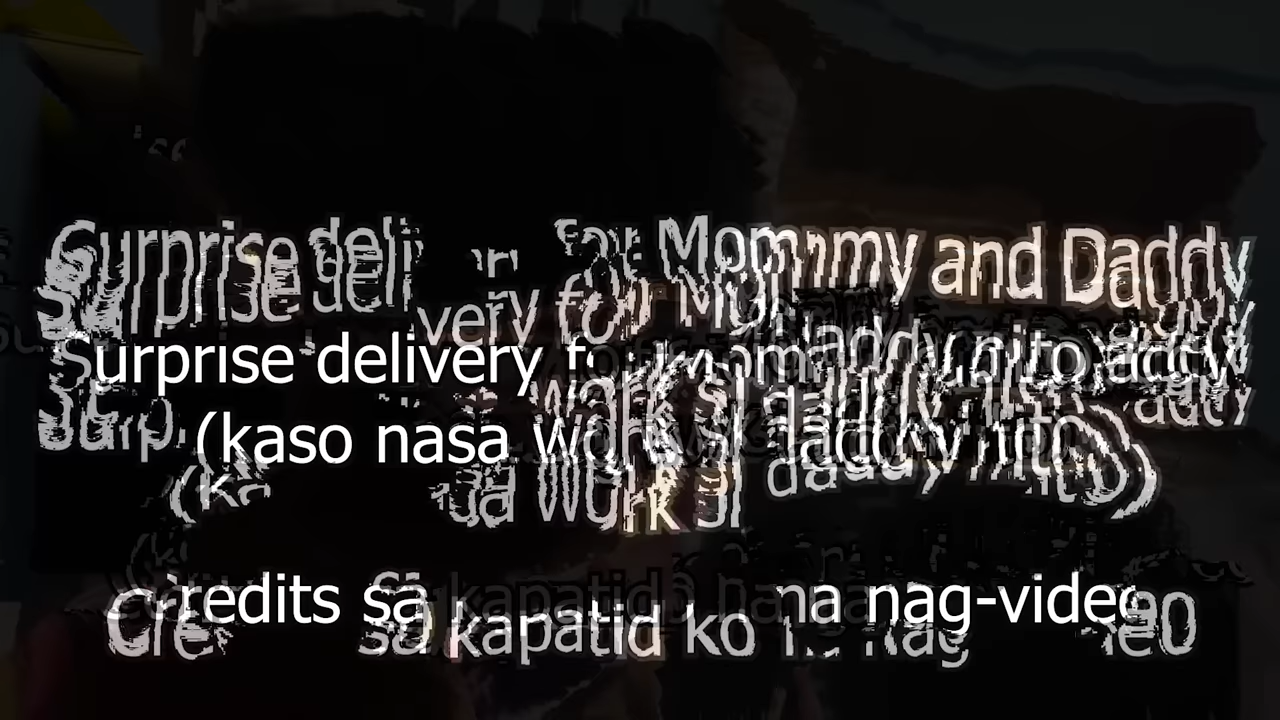 Surprise delivery for Mommy and Daddy
(kaso nasa work si daddy nito)
Credits sa kapatid ko na nag-video